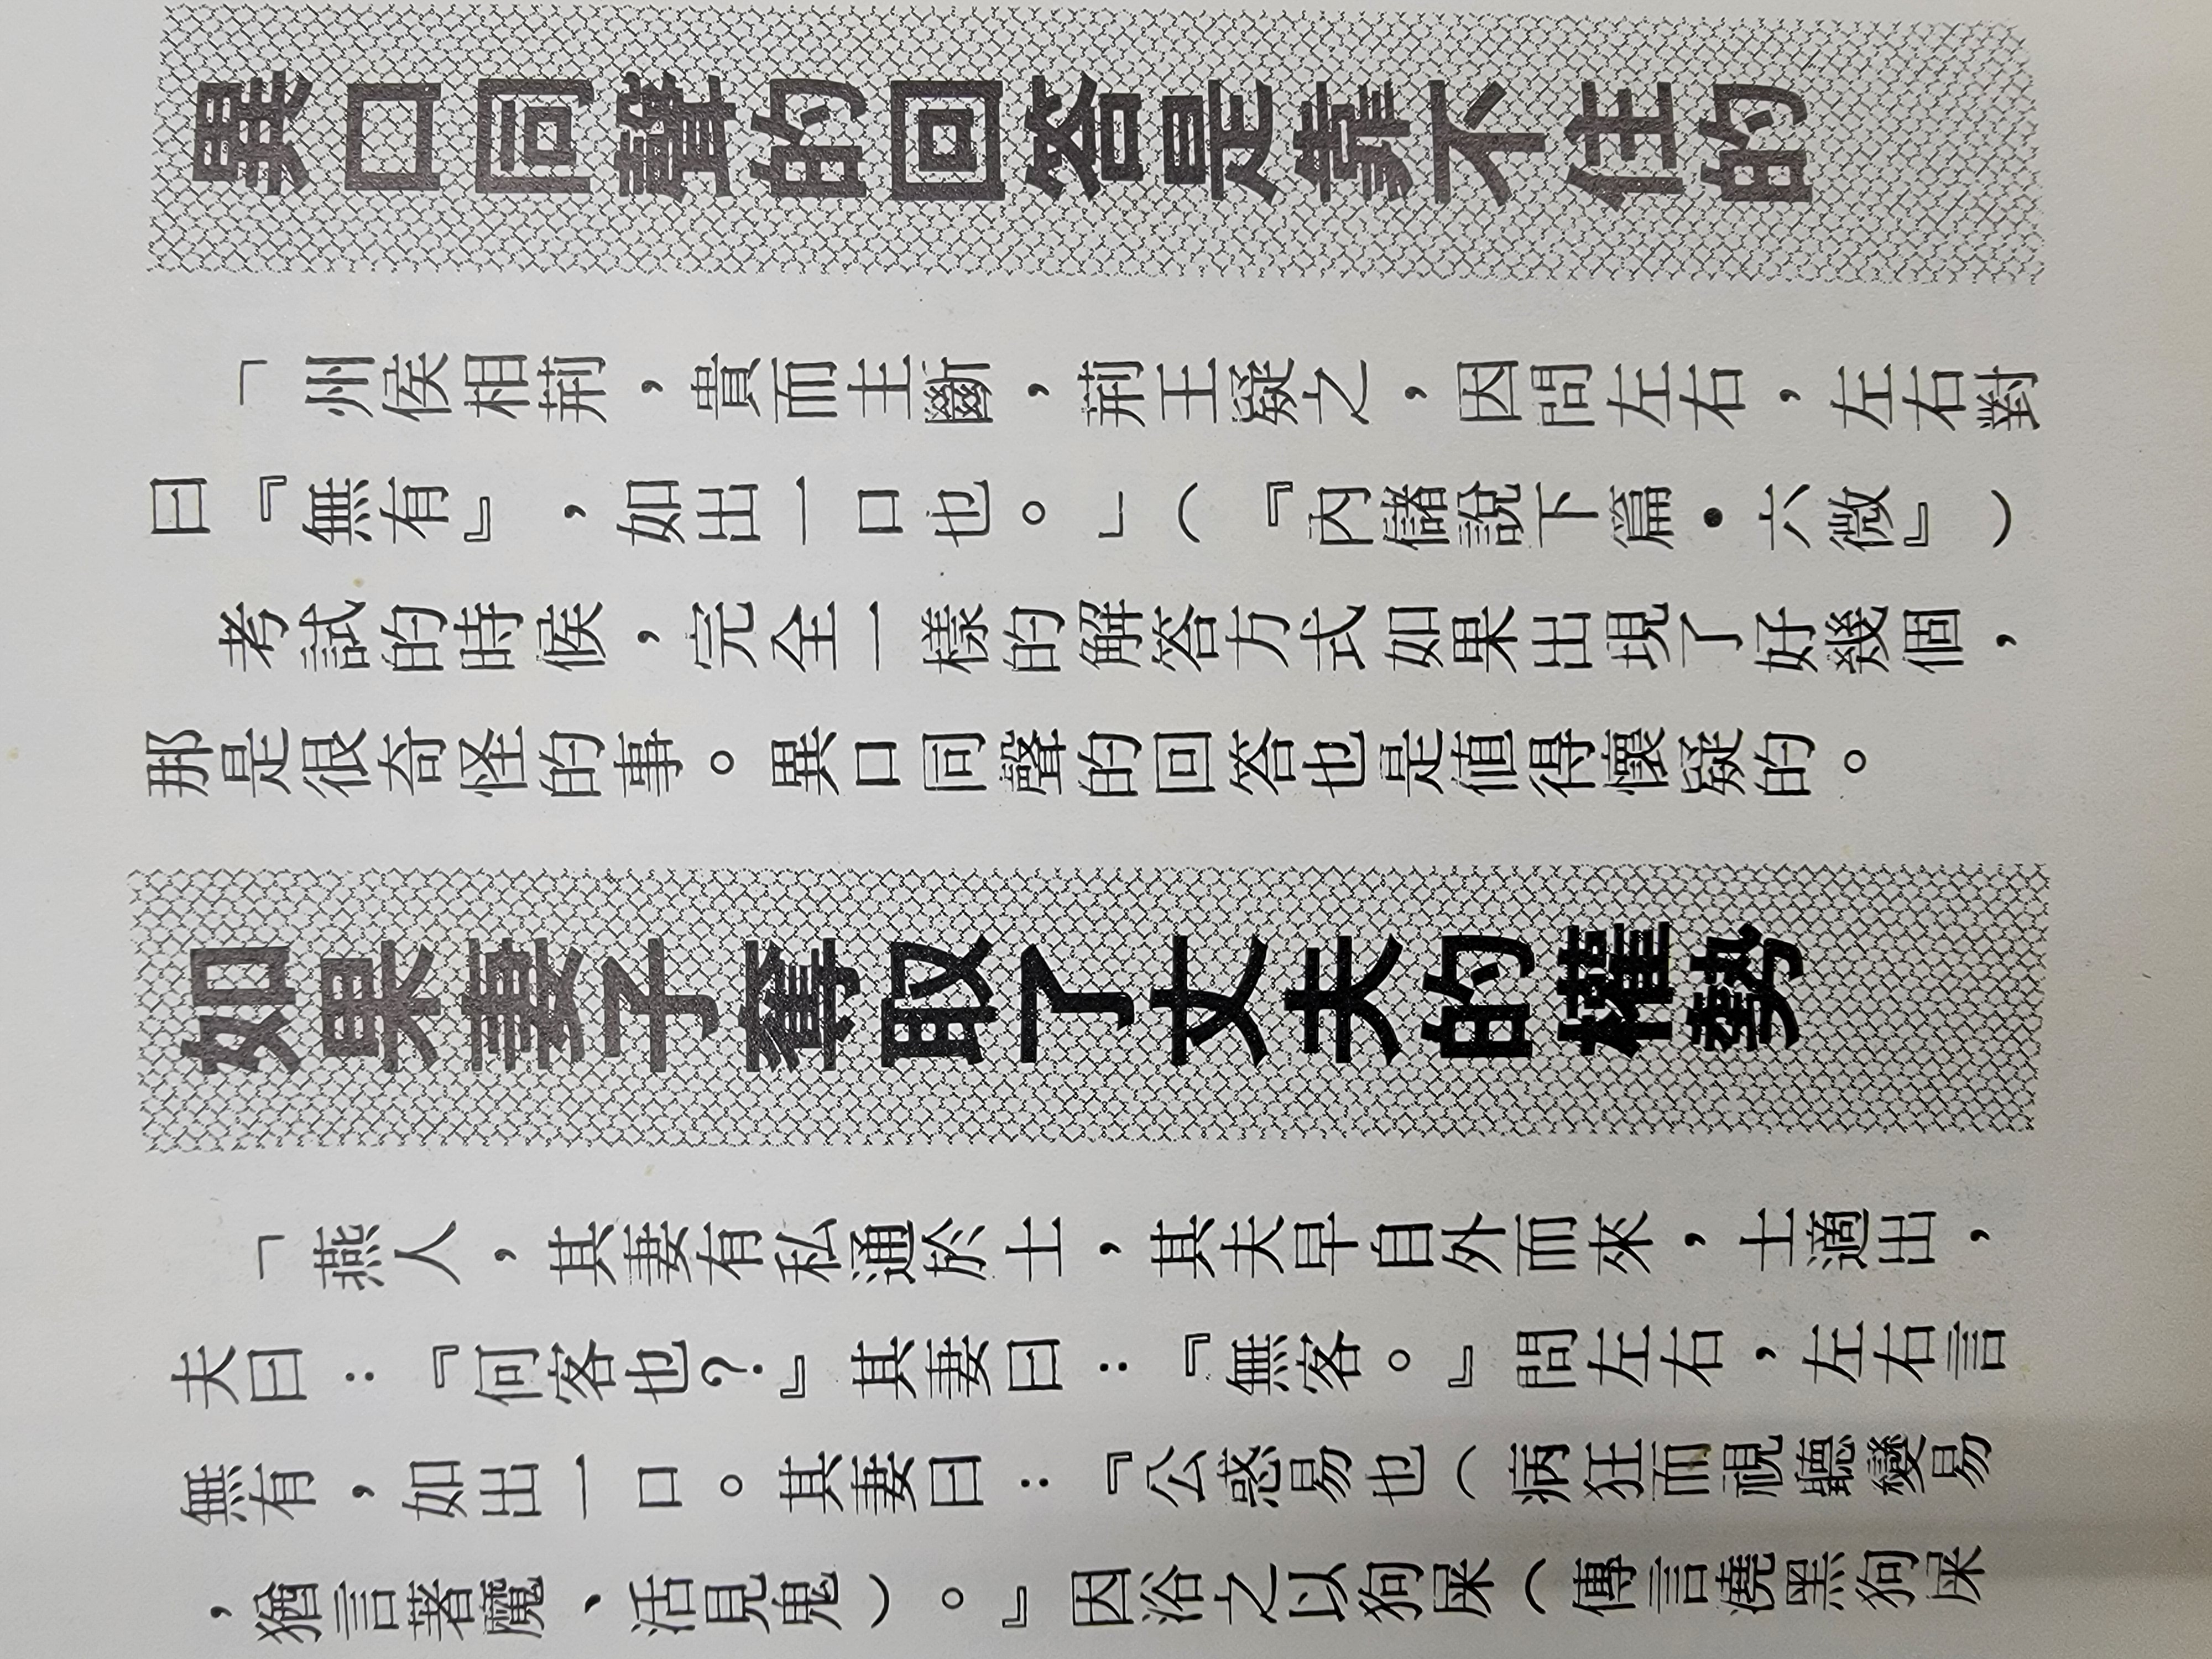 異口同聲的回答是靠不住的
「州侯相荊，貴而主斷，荊王疑之，因問左右，左右對
曰『無有』，如出一口也。」（『內儲說下篇•六微』）
考試的時候，完全一樣的解答方式如果出現了好幾個，
那是很奇怪的事。異口同聲的回答也是值得懷疑的。
如果妻子奪取了丈夫的權勢
「燕人，其妻有私通於士，其夫早自外而來，士適出，
夫曰：『何客也？』其妻曰：『無客。』問左右，左右言
無有，如出一口。其妻曰：『公惑易也（病狂而視聽變易
，猶言著魔、活見鬼）。』因浴之以狗屎（傳言澆黑狗屎